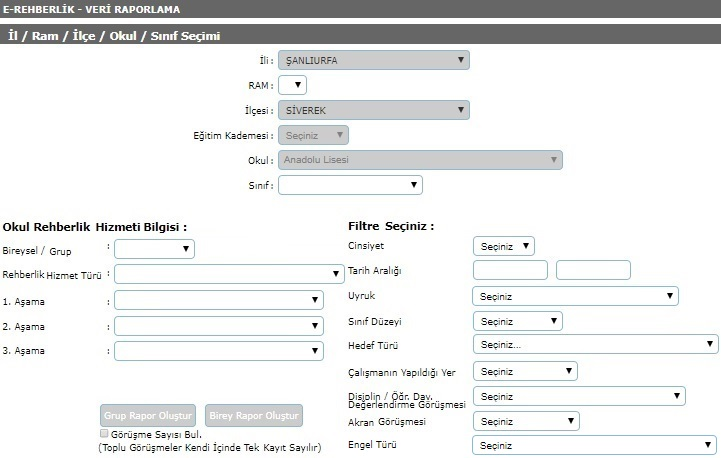 E-REHBERLİK - VERİ RAPORLAMA
İl / Ram / İlçe / Okul / Sınıf Seçimi
İli : ŞANLIURFA
RAM :
İlçesi : SİVEREK
Eğitim Kademesi : Seçiniz
Okul : Anadolu Lisesi
Sınıf :
Okul Rehberlik Hizmeti Bilgisi :
Bireysel / Grup :
Rehberlik Hizmet Türü :
1. Aşama :
2. Aşama :
3. Aşama :
Grup Rapor Oluştur Birey Rapor Oluştur
Görüşme Sayısı Bul.
(Toplu Görüşmeler Kendi İçinde Tek Kayıt Sayılır)
Filtre Seçiniz :
Cinsiyet Seçiniz
Tarih Aralığı
Uyruk Seçiniz
Sınıf Düzeyi Seçiniz
Hedef Türü Seçiniz...
Çalışmanın Yapıldığı Yer Seçiniz
Disiplin / Öğr. Dav. Seçiniz
Değerlendirme Görüşmesi
Akran Görüşmesi Seçiniz
Engel Türü Seçiniz